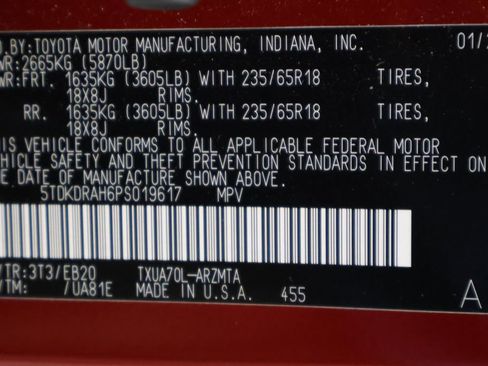 D.BY:TOYOTA MOTOR MANUFACTURING, INDIANA, INC. 01/2
WR:2665KG (5870LB)
WR:FRT. 1635KG (3605LB) WITH 235/65R18 TIRES,
18X8J RIMS.
RR. 1635KG (3605LB) WITH 235/65R18 TIRES,
18X8J RIMS.
IS VEHICLE CONFORMS TO ALL APPLICABLE FEDERAL MOTOR
HICLE SAFETY AND THEFT PREVENTION STANDARDS IN EFFECT ON
E DATE OF MANUFACTURE SHOWN ABOVE.
5TDKDRAH6PS019617 MPV
/TR:3T3/EB20 TXUA70L-ARZMTA
/TM: /UA81E MADE IN U.S.A. 455 A